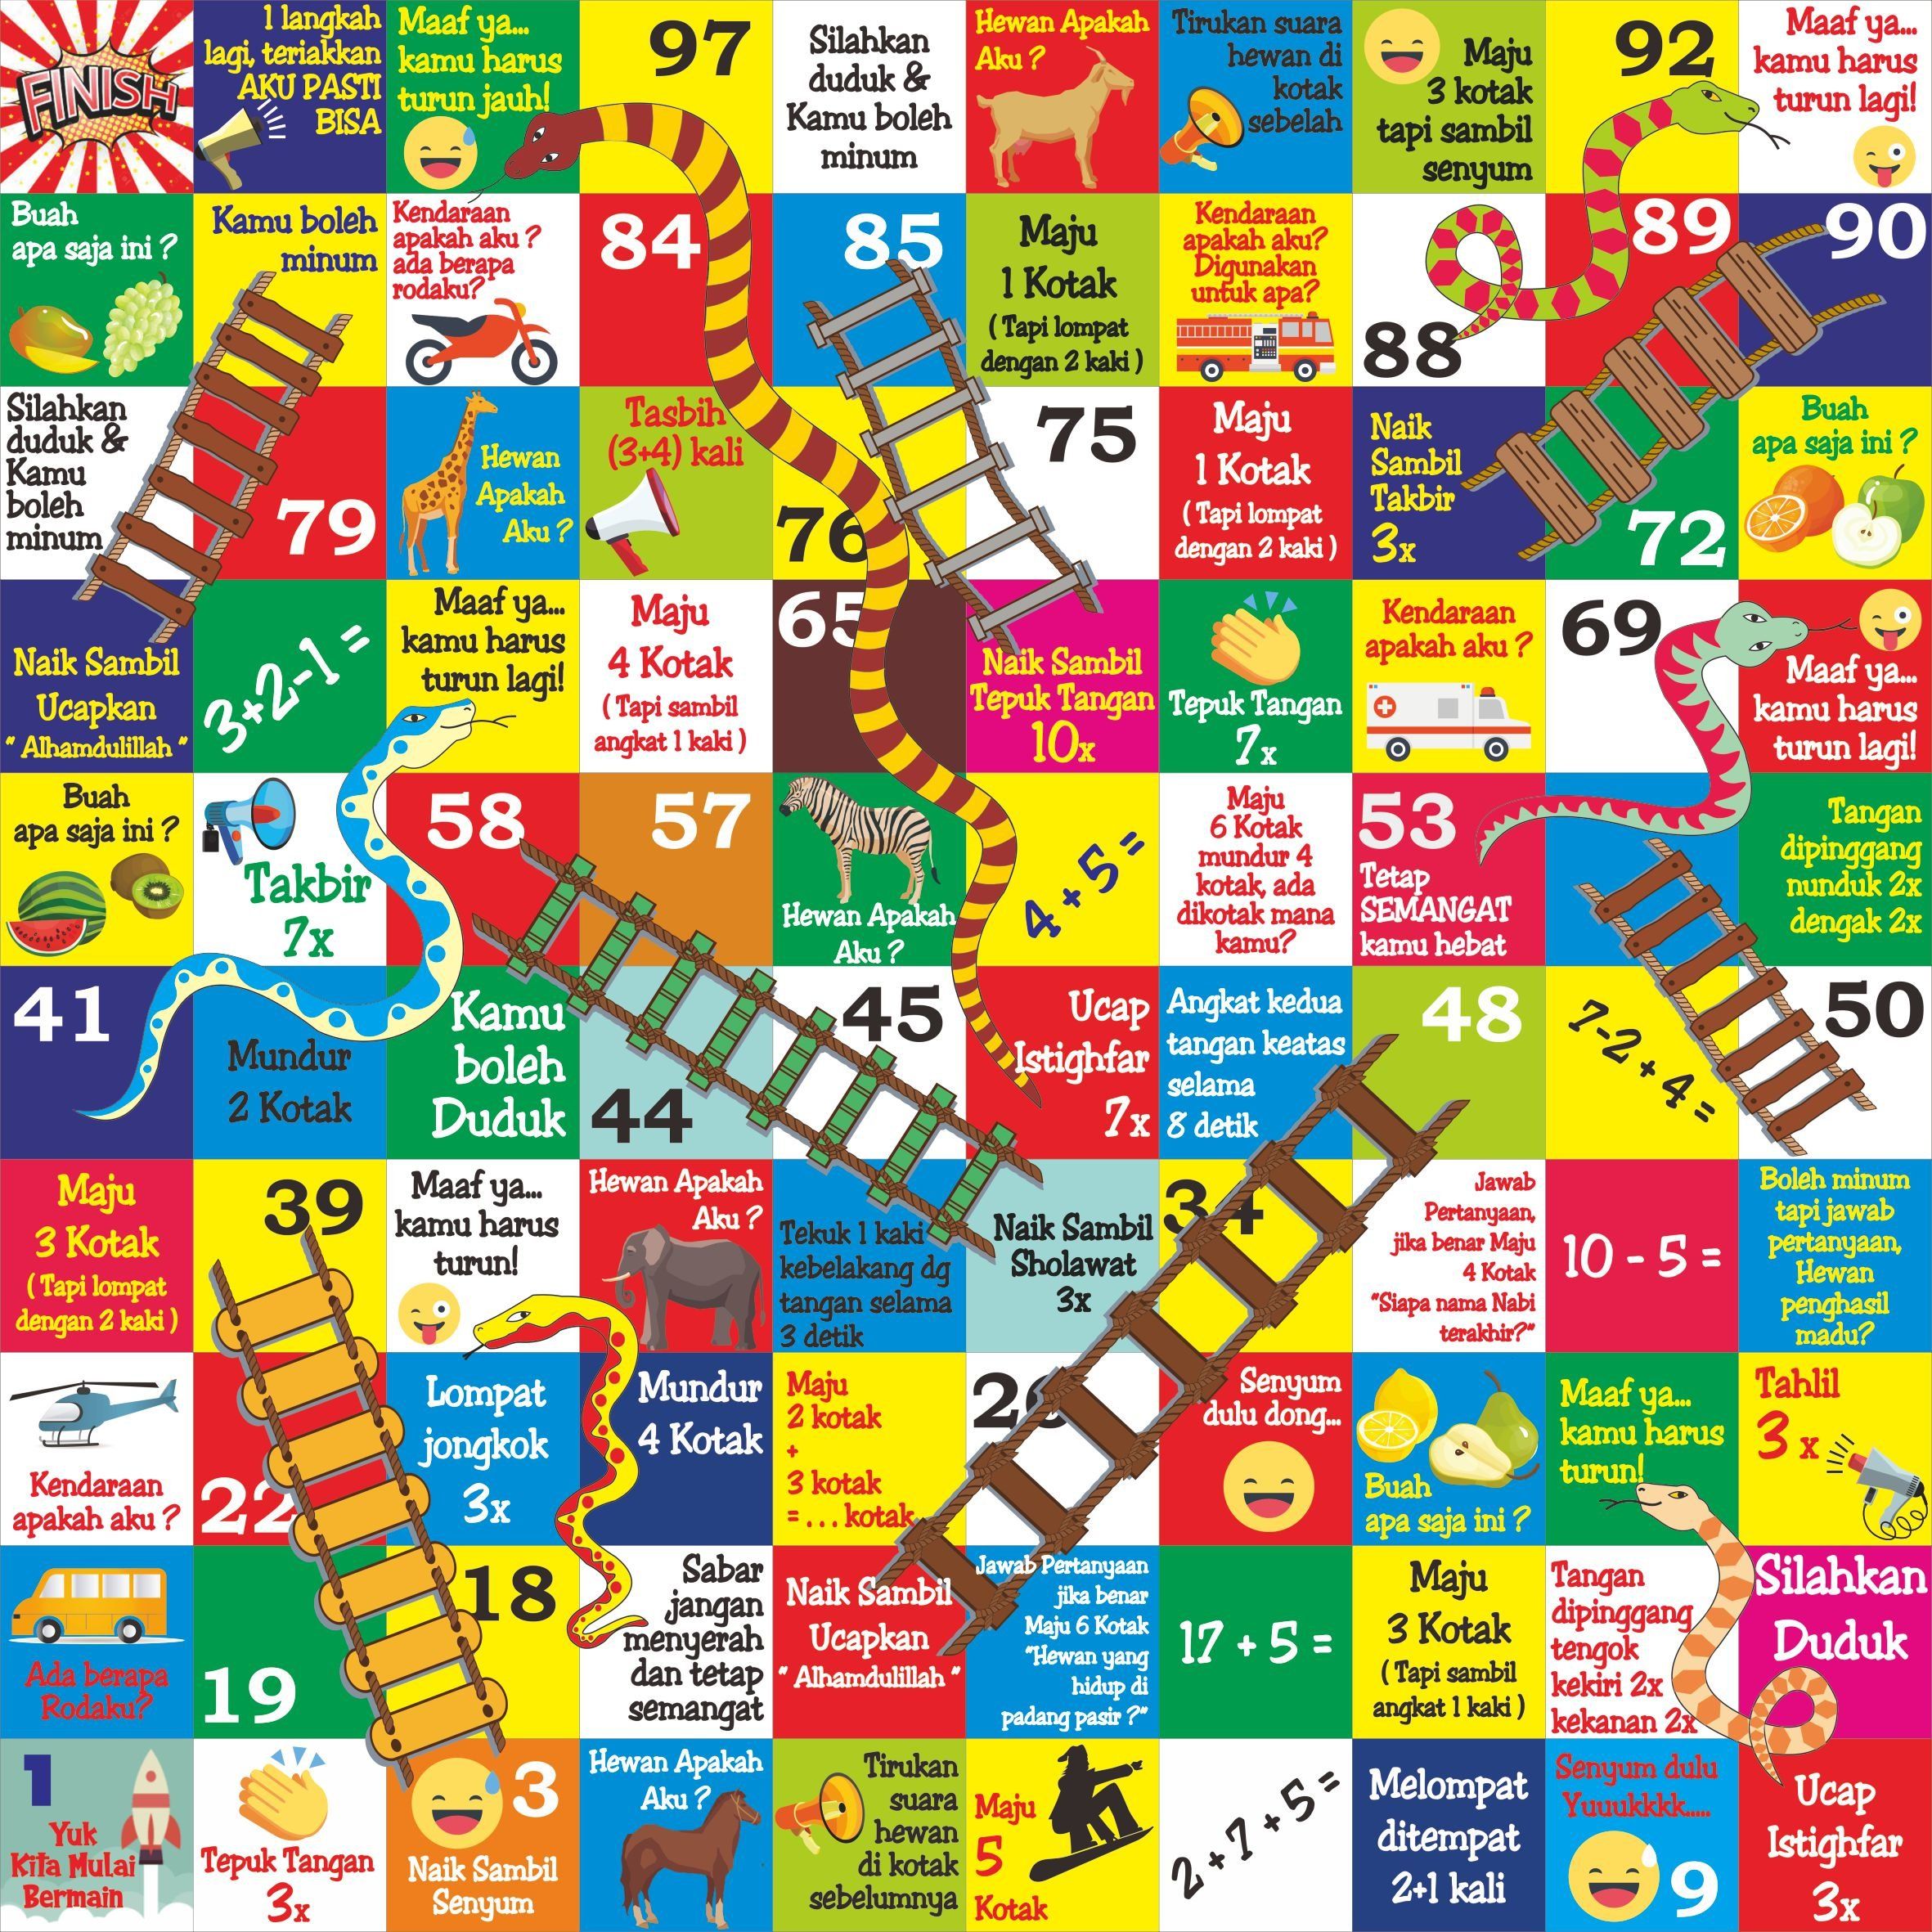 FINISH
1 langkah
lagi, teriakkan
AKU PASTI
BISA
Maaf ya...
kamu harus
turun jauh!
97
Silahkan
duduk &
Kamu boleh
minum
Hewan Apakah
Aku ?
Tirukan suara
hewan di
kotak
sebelah
Maju
3 kotak
tapi sambil
senyum
92
Maaf ya...
kamu harus
turun lagi!
Buah
apa saja ini ?
Kamu boleh
minum
Kendaraan
apakah aku ?
ada berapa
rodaku?
84
85
Maju
1 Kotak
( Tapi lompat
dengan 2 kaki )
Kendaraan
apakah aku?
Digunakan
untuk apa?
88
89
90
Silahkan
duduk &
Kamu
boleh
minum
79
Hewan
Apakah
Aku ?
Tasbih
(3+4) kali
76
75
Maju
1 Kotak
( Tapi lompat
dengan 2 kaki )
Naik
Sambil
Takbir
3x
72
Buah
apa saja ini ?
Naik Sambil
Ucapkan
" Alhamdulillah "
3+2-1 =
Maaf ya...
kamu harus
turun lagi!
Maju
4 Kotak
( Tapi sambil
angkat 1 kaki )
65
Naik Sambil
Tepuk Tangan
10x
Tepuk Tangan
7x
Kendaraan
apakah aku ?
69
Maaf ya...
kamu harus
turun lagi!
Buah
apa saja ini ?
Takbir
7x
58
57
Hewan Apakah
Aku ?
4 + 5 =
Maju
6 Kotak
mundur 4
kotak, ada
dikotak mana
kamu?
53
Tetap
SEMANGAT
kamu hebat
Tangan
dipinggang
nunduk 2x
dengak 2x
41
Mundur
2 Kotak
Kamu
boleh
Duduk
44
45
Ucap
Istighfar
7x
Angkat kedua
tangan keatas
selama
8 detik
48
7-2 + 4 =
50
Maju
3 Kotak
( Tapi lompat
dengan 2 kaki )
39
Maaf ya...
kamu harus
turun!
Hewan Apakah
Aku ?
Tekuk 1 kaki
kebelakang dg
tangan selama
3 detik
Naik Sambil
Sholawat
3x
34
Jawab
Pertanyaan,
jika benar Maju
4 Kotak
"Siapa nama Nabi
terakhir?"
10 - 5 =
Boleh minum
tapi jawab
pertanyaan,
Hewan
penghasil
madu?
Kendaraan
apakah aku ?
22
Lompat
jongkok
3x
Mundur
4 Kotak
Maju
2 kotak
+
3 kotak
= . . . kotak
26
Senyum
dulu dong...
Buah
apa saja ini ?
Maaf ya...
kamu harus
turun!
Tahlil
3 x
Ada berapa
Rodaku?
19
18
Sabar
jangan
menyerah
dan tetap
semangat
Naik Sambil
Ucapkan
" Alhamdulillah "
Jawab Pertanyaan
jika benar
Maju 6 Kotak
"Hewan yang
hidup di
padang pasir ?"
17 + 5 =
Maju
3 Kotak
( Tapi sambil
angkat 1 kaki )
Tangan
dipinggang
tengok
kekiri 2x
kekanan 2x
Silahkan
Duduk
1
Yuk
Kita Mulai
Bermain
Tepuk Tangan
3x
3
Naik Sambil
Senyum
Hewan Apakah
Aku ?
Tirukan
suara
hewan
di kotak
sebelumnya
Maju
5
Kotak
2 + 7 + 5 =
Melompat
ditempat
2+1 kali
Senyum dulu
Yuuukkkk.....
9
Ucap
Istighfar
3x